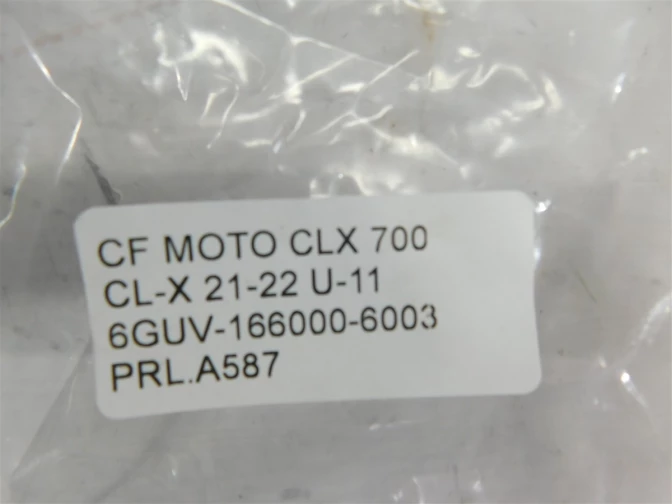 CF MOTO CLX 700
CL-X 21-22 U-11
6GUV-166000-6003
PRL.A587